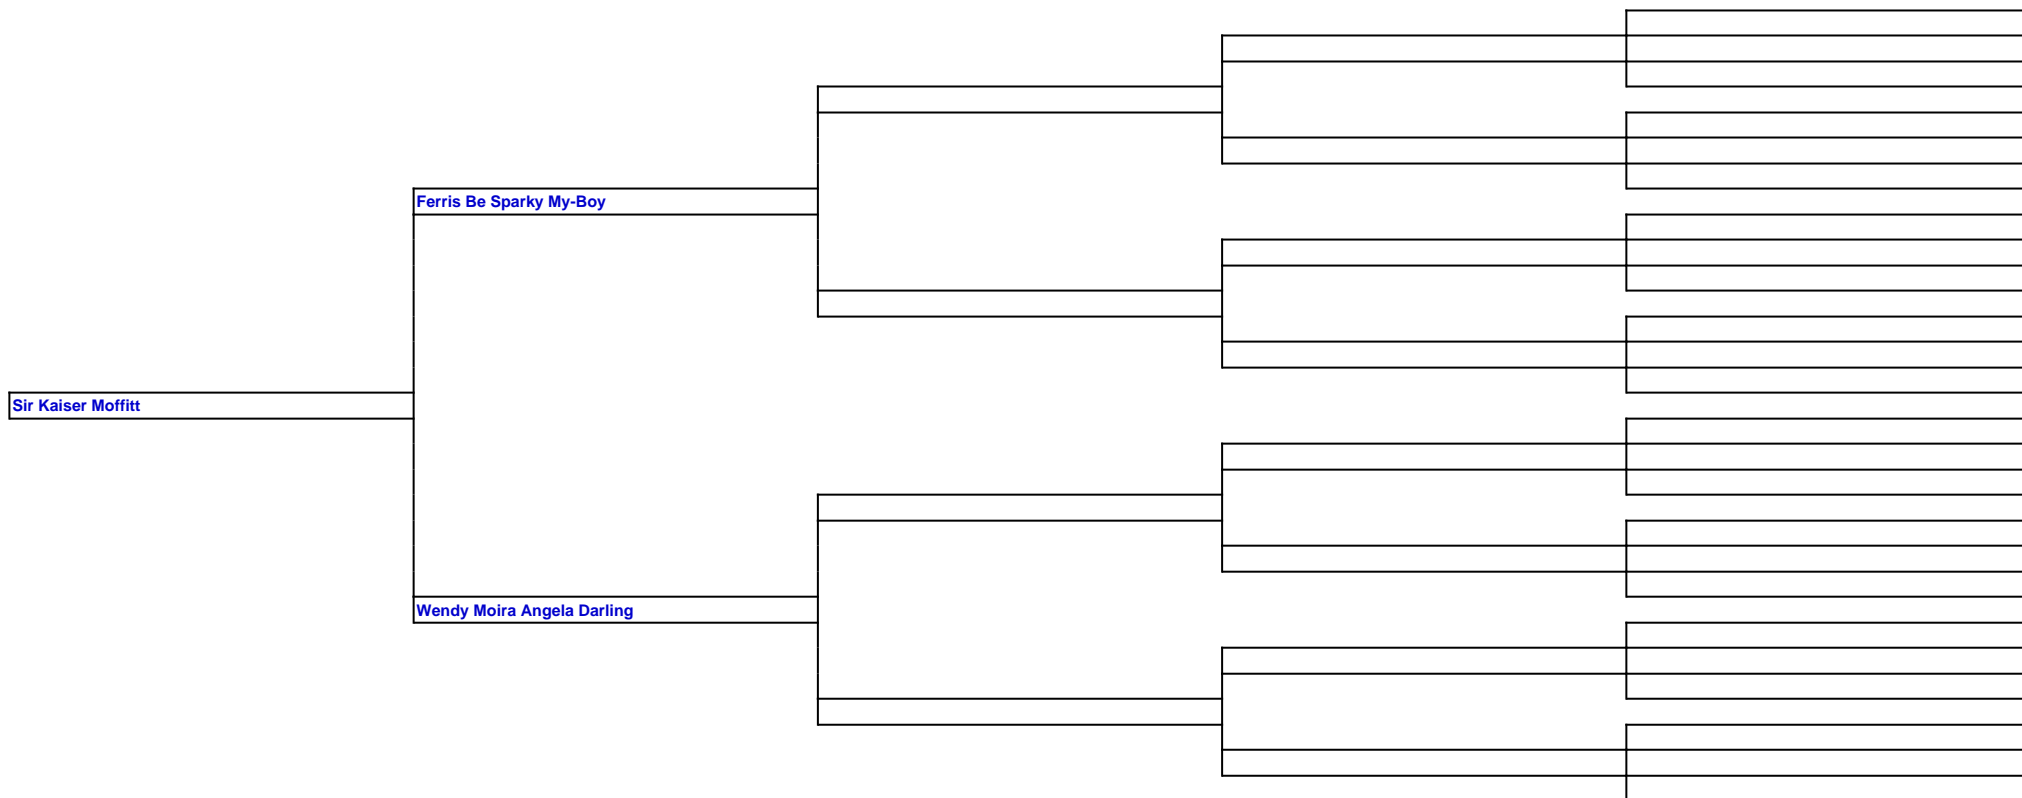 Ferris Be Sparky My-Boy
Sir Kaiser Moffitt
Wendy Moira Angela Darling